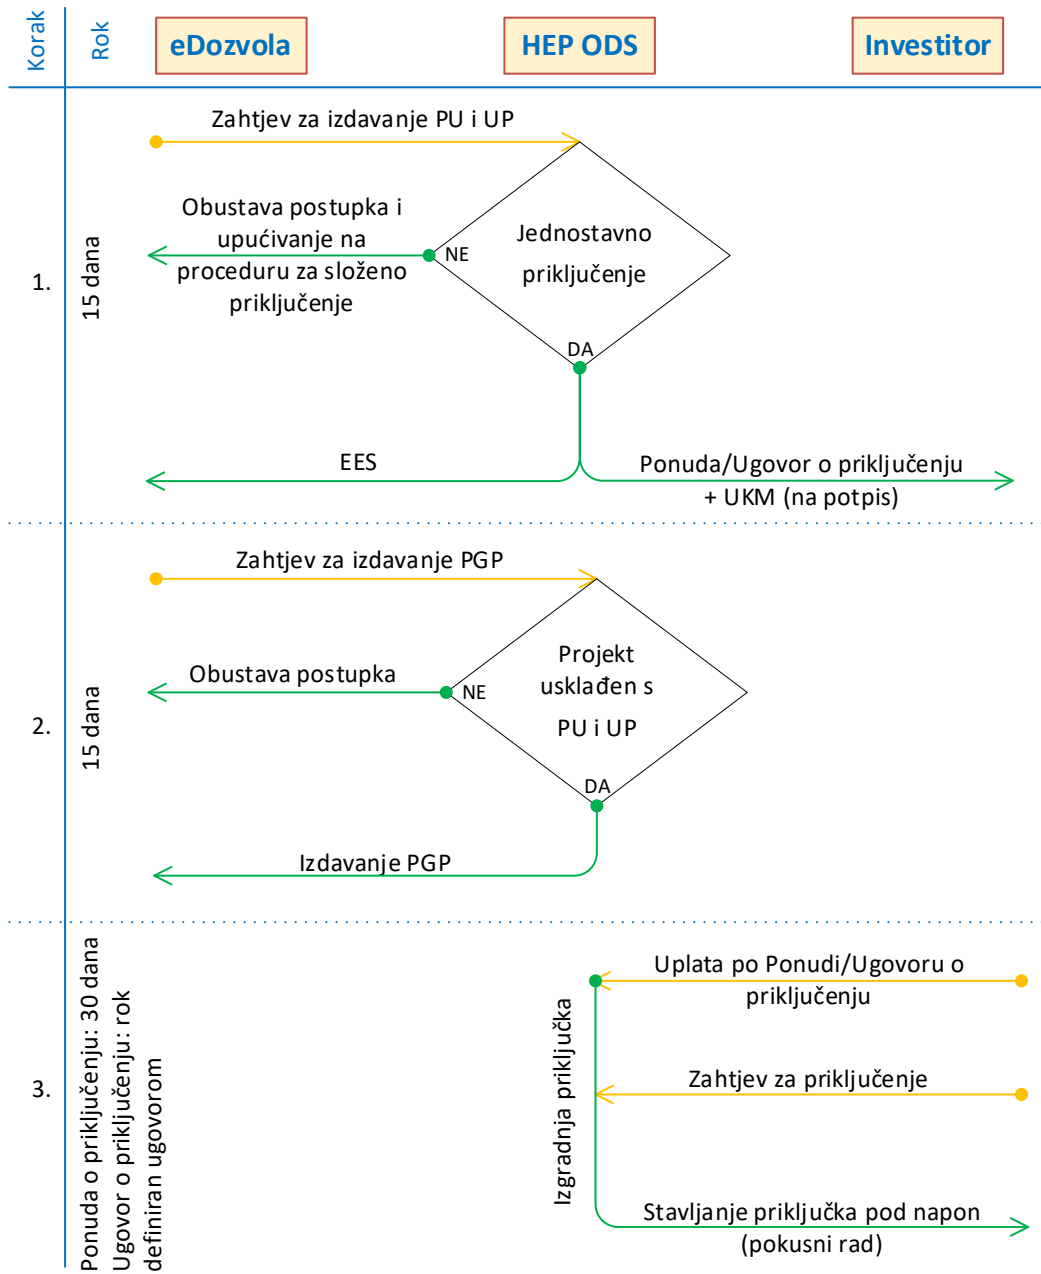 Korak
Rok
eDozvola
HEP ODS
Investitor
1.
15 dana
Zahtjev za izdavanje PU i UP
Obustava postupka i
upućivanje na
proceduru za složeno
priključenje
NE
Jednostavno
priključenje
DA
EES
Ponuda/Ugovor o priključenju
+ UKM (na potpis)
2.
15 dana
Zahtjev za izdavanje PGP
Obustava postupka
NE
Projekt
usklađen s
PU i UP
DA
Izdavanje PGP
3.
Ponuda o priključenju: 30 dana
Ugovor o priključenju: rok
definiran ugovorom
Izgradnja priključka
Uplata po Ponudi/Ugovoru o
priključenju
Zahtjev za priključenje
Stavljanje priključka pod napon
(pokusni rad)